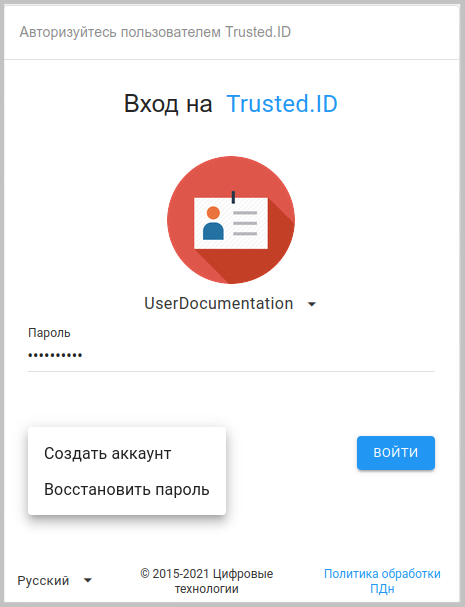 Авторизуйтесь пользователем Trusted.ID
Вход на Trusted.ID
UserDocumentation
Пароль
••••••••••
Создать аккаунт
ВОЙТИ
Восстановить пароль
Русский
© 2015-2021 Цифровые
технологии
Политика обработки
ПДн